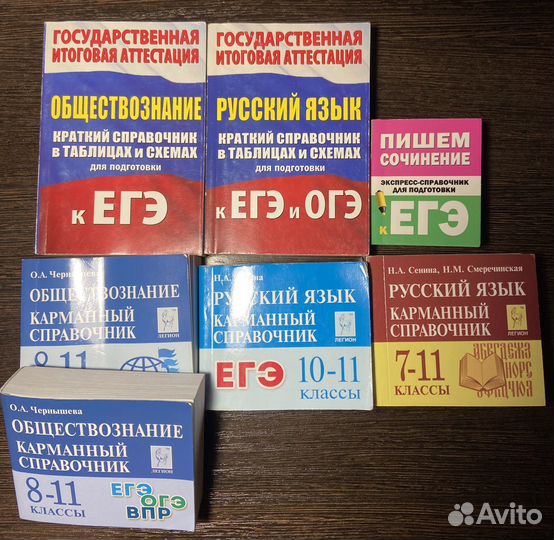 ГОСУДАРСТВЕННАЯ
ИТОГОВАЯ АТТЕСТАЦИЯ
ОБЩЕСТВОЗНАНИЕ
КРАТКИЙ СПРАВОЧНИК
В ТАБЛИЦАХ И СХЕМАХ
для подготовки
к ЕГЭ
ГОСУДАРСТВЕННАЯ
ИТОГОВАЯ АТТЕСТАЦИЯ
РУССКИЙ ЯЗЫК
КРАТКИЙ СПРАВОЧНИК
В ТАБЛИЦАХ И СХЕМАХ
для подготовки
к ЕГЭ и ОГЭ
ПИШЕМ
СОЧИНЕНИЕ
ЭКСПРЕСС-СПРАВОЧНИК
ДЛЯ ПОДГОТОВКИ
к ЕГЭ
О.А. Чернышева
ОБЩЕСТВОЗНАНИЕ
КАРМАННЫЙ
СПРАВОЧНИК
ЛЕГИОН
8-11
Н.А.
РУССКИЙ ЯЗЫК
КАРМАННЫЙ
СПРАВОЧНИК
ЛЕГИОН
ЕГЭ
10-11
КЛАССЫ
Н.А. Сенина, Н.М. Смеречинская
РУССКИЙ ЯЗЫК
КАРМАННЫЙ
СПРАВОЧНИК
ЛЕГИОН
7-11
КЛАССЫ
О.А. Чернышева
ОБЩЕСТВОЗНАНИЕ
КАРМАННЫЙ
СПРАВОЧНИК
ЛЕГИОН
8-11
КЛАССЫ
ЕГЭ
ОГЭ
ВПР
Avito